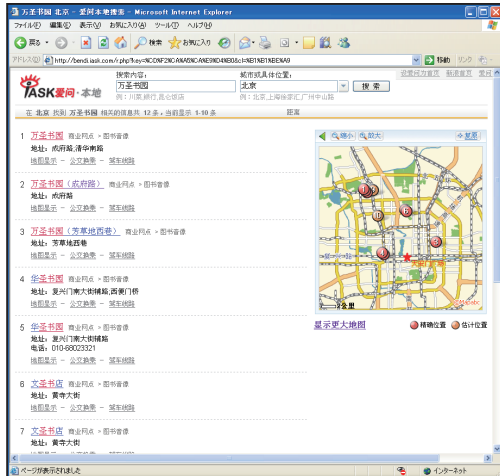 万圣书园 北京 - 爱问本地搜索 - Microsoft Internet Explorer
ファイル(F) 編集(E) 表示(V) お気に入り(A) ツール(T) ヘルプ(H)
戻る 検索 お気に入り
アドレス(D) 移動 リンク
搜索内容: 城市或具体位置:
设爱问为首页 新浪首页 爱问
iASK爱问·本地 万圣书园 北京 搜 索
例:川菜,银行,昆仑饭店 例:北京,上海徐家汇,广州中山路
在 北京 找到 万圣书园 相关的信息共 12 条,当前显示 1-10 条 距离
1 万圣书园 商业网点 > 图书音像
地址: 成府路,清华南路
地图显示 - 公交换乘 - 驾车线路
2 万圣书园(成府路) 商业网点 > 图书音像
地址: 成府路
地图显示 - 公交换乘 - 驾车线路
3 万圣书园(芳草地西巷) 商业网点 > 图书音像
地址: 芳草地西巷
地图显示 - 公交换乘 - 驾车线路
4 华圣书园 商业网点 > 图书音像
地址: 复兴门南大街辅路,西便门桥
地图显示 - 公交换乘 - 驾车线路
5 华圣书园 商业网点 > 图书音像
地址: 复兴门南大街辅路
电话: 010-68023321
地图显示 - 公交换乘 - 驾车线路
6 文圣书店 商业网点 > 图书音像
地址: 黄寺大街
地图显示 - 公交换乘 - 驾车线路
7 文圣书店 商业网点 > 图书音像
地址: 黄寺大街
缩小 放大 复原
公里
显示更大地图 精确位置 估计位置
ページが表示されました インターネット